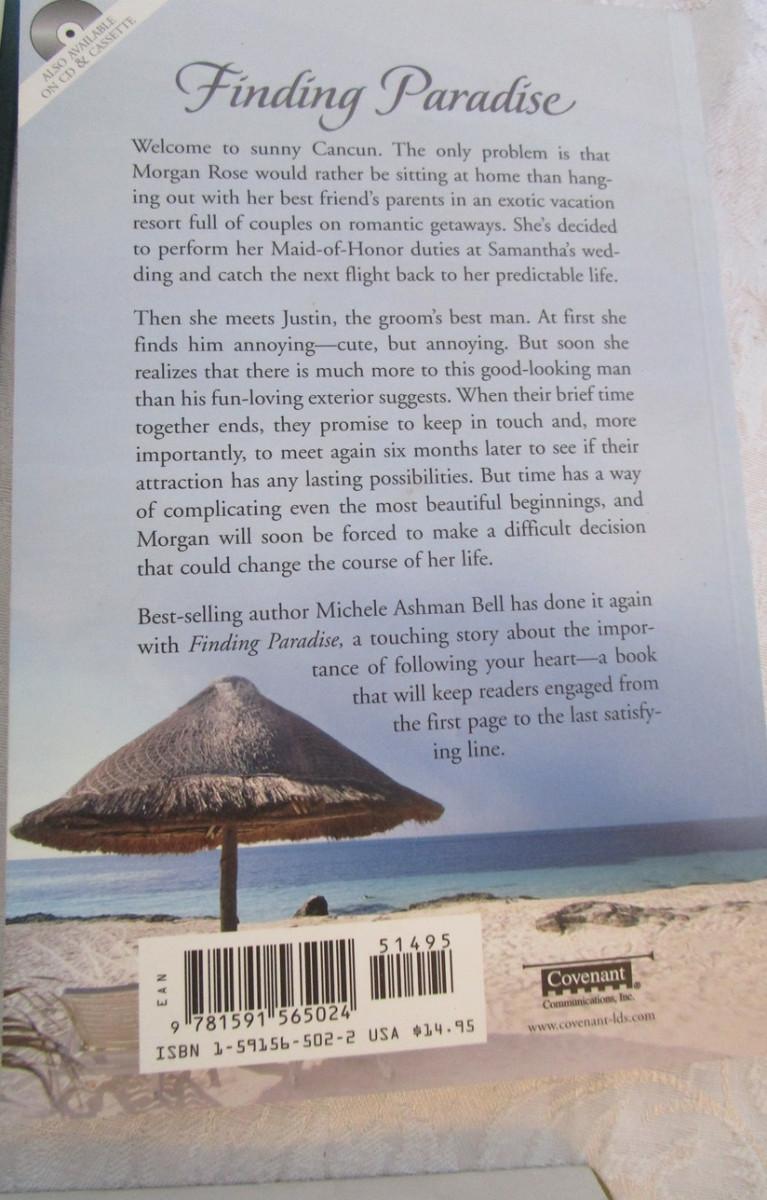 ALSO AVAILABLE
ON CD & CASSETTE
Finding Paradise
Welcome to sunny Cancun. The only problem is that
Morgan Rose would rather be sitting at home than hang-
ing out with her best friend's parents in an exotic vacation
resort full of couples on romantic getaways. She's decided
to perform her Maid-of-Honor duties at Samantha's wed-
ding and catch the next flight back to her predictable life.
Then she meets Justin, the groom's best man. At first she
finds him annoying—cute, but annoying. But soon she
realizes that there is much more to this good-looking man
than his fun-loving exterior suggests. When their brief time
together ends, they promise to keep in touch and, more
importantly, to meet again six months later to see if their
attraction has any lasting possibilities. But time has a way
of complicating even the most beautiful beginnings, and
Morgan will soon be forced to make a difficult decision
that could change the course of her life.
Best-selling author Michele Ashman Bell has done it again
with Finding Paradise, a touching story about the impor-
tance of following your heart—a book
that will keep readers engaged from
the first page to the last satisfy-
ing line.
EAN
51495
9 781591 565024
ISBN 1-59156-502-2 USA $14.95
Covenant®
Communications, Inc.
www.covenant-lds.com